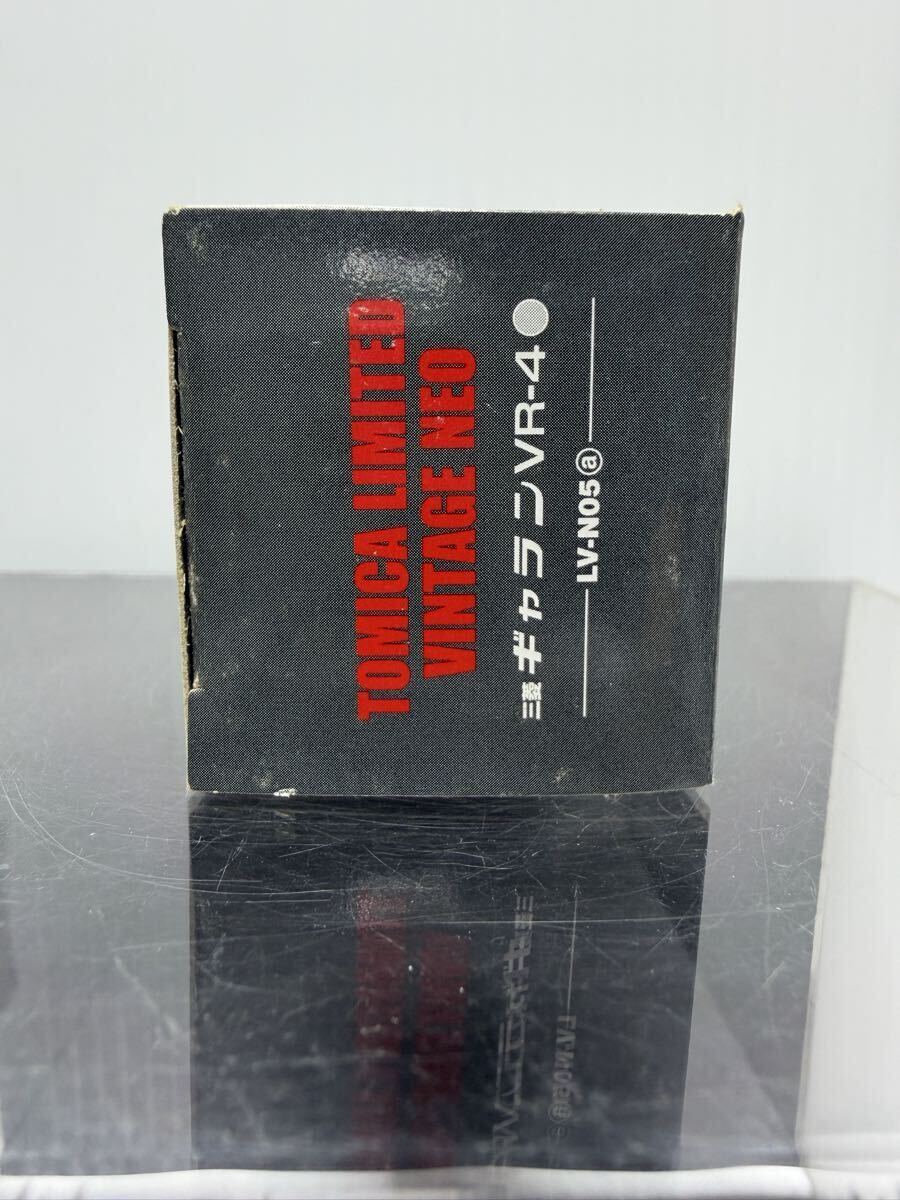 TOMICA LIMITED
VINTAGE NEO
三菱 ギャランVR-4
LV-N05ⓐ